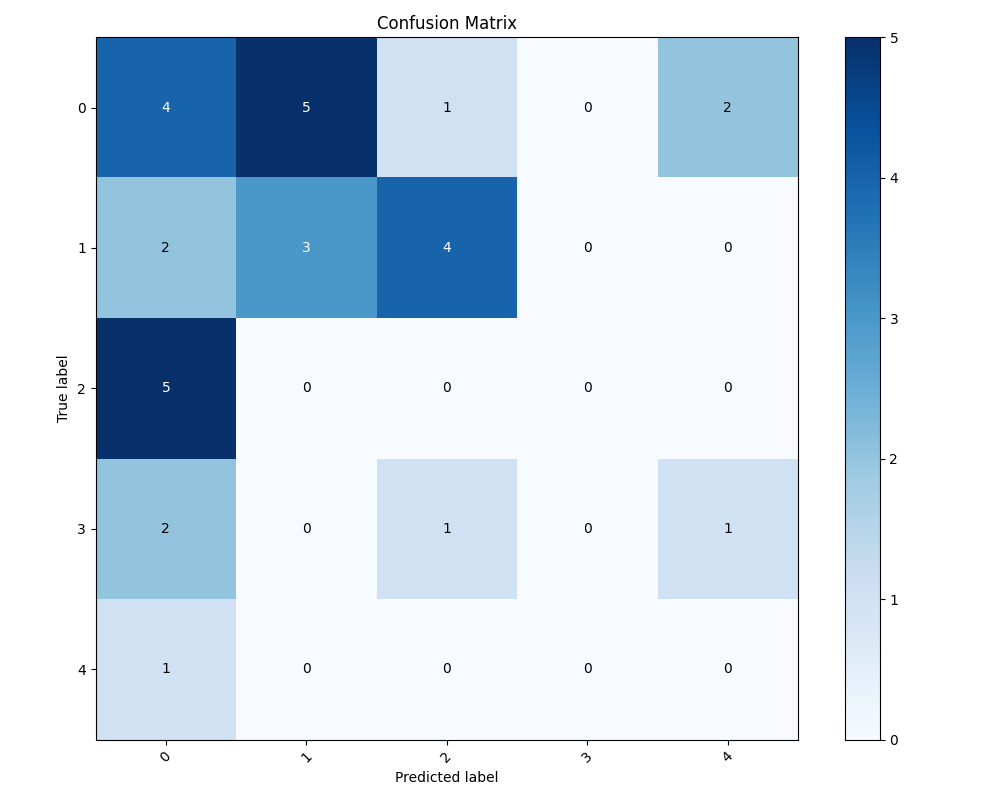 Confusion Matrix
0 4 5 1 0 2
1 2 3 4 0 0
2 5 0 0 0 0
3 2 0 1 0 1
4 1 0 0 0 0
0 1 2 3 4
True label
Predicted label
5
4
3
2
1
0